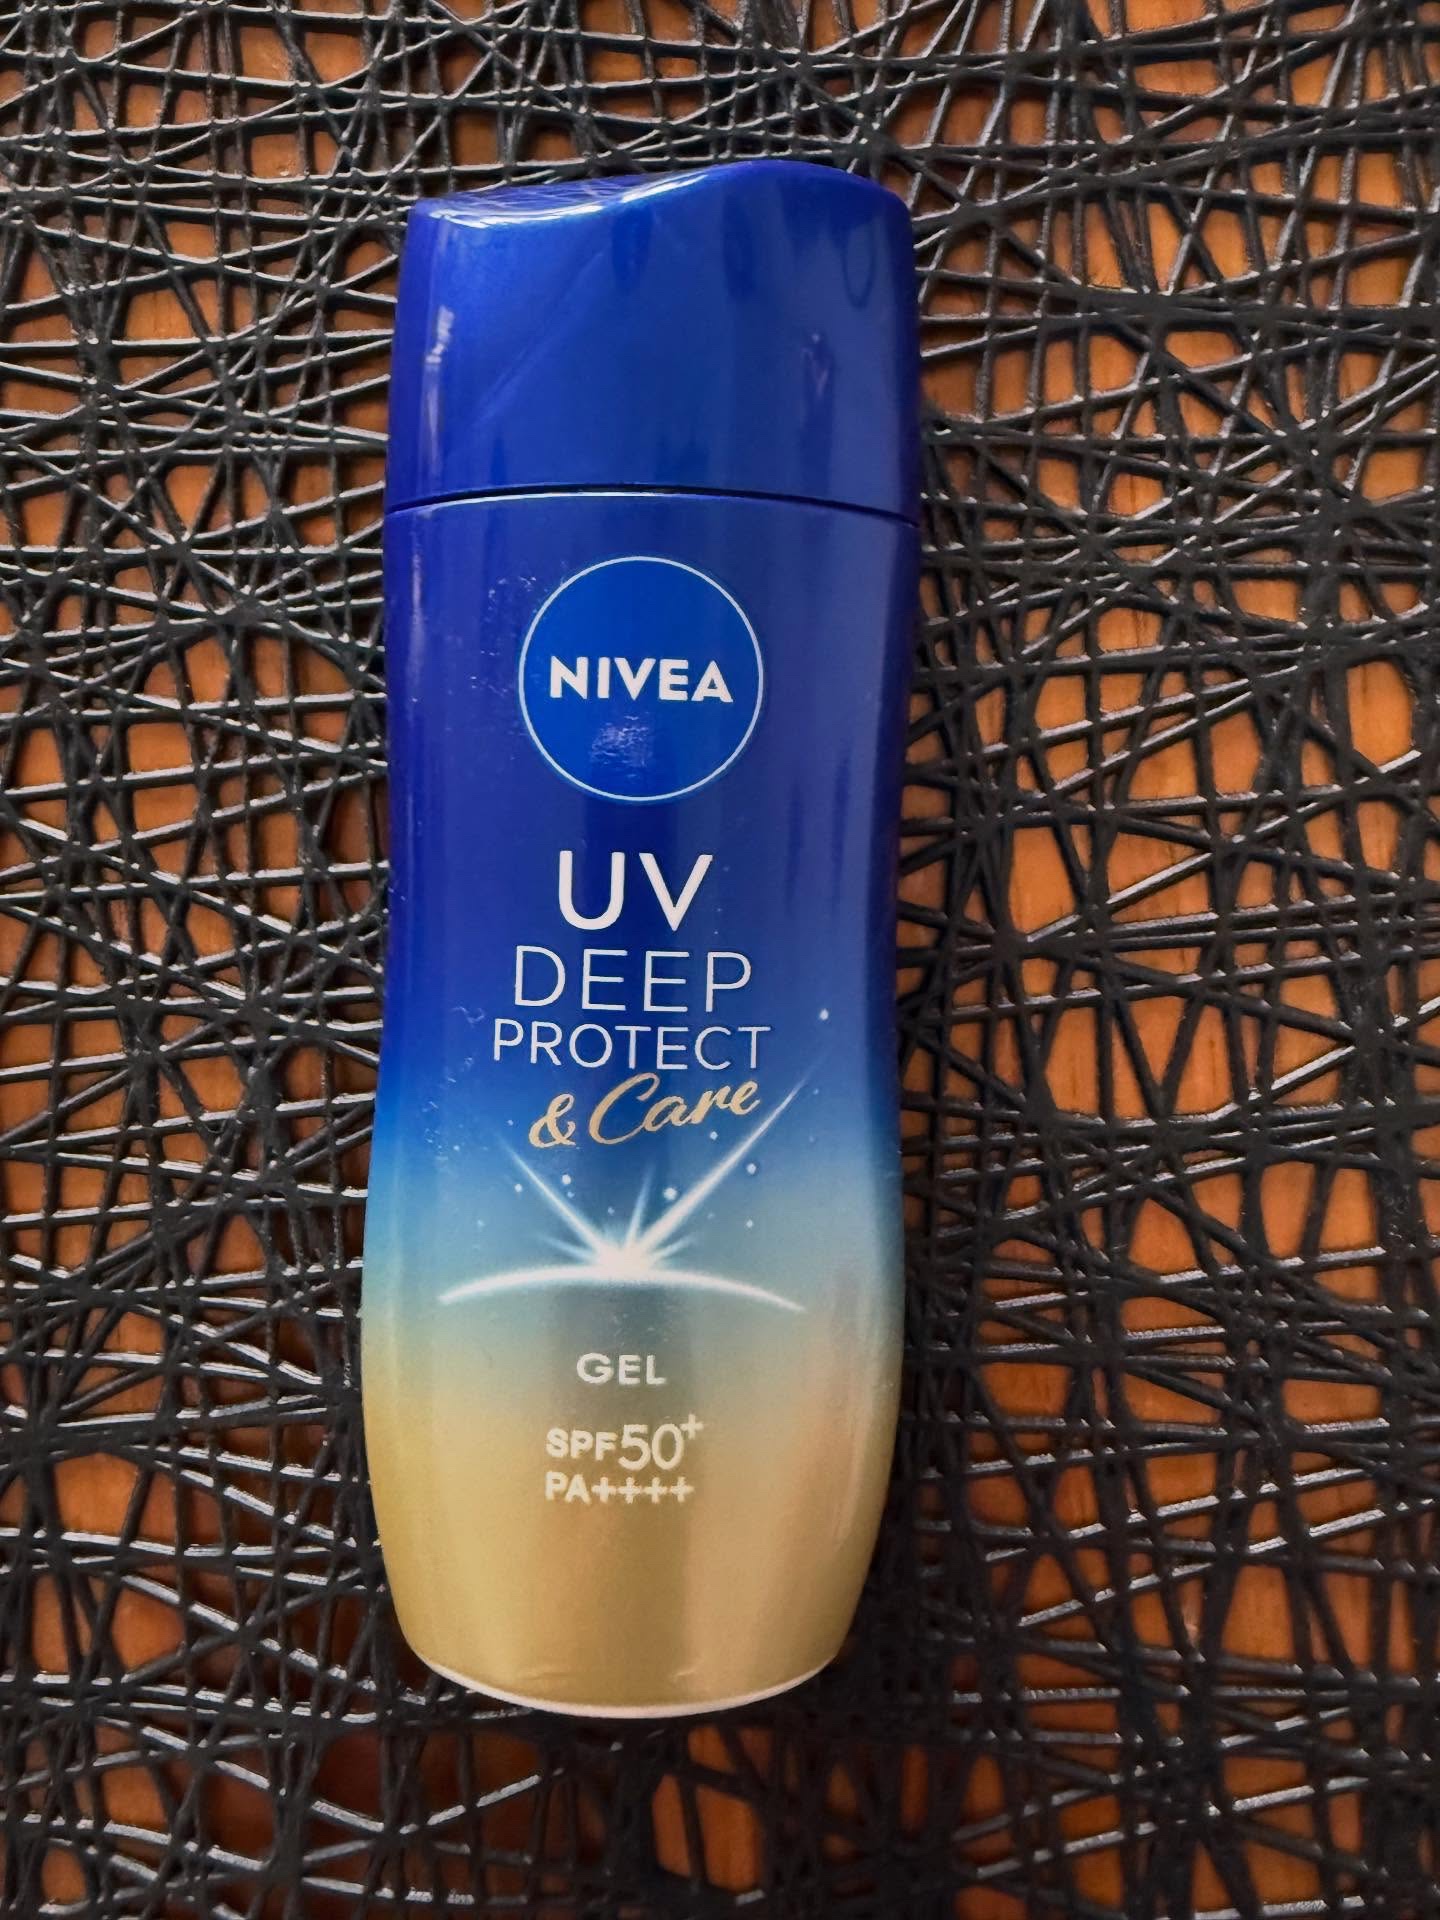 NIVEA
UV
DEEP
PROTECT
& Care
GEL
SPF50+
PA++++